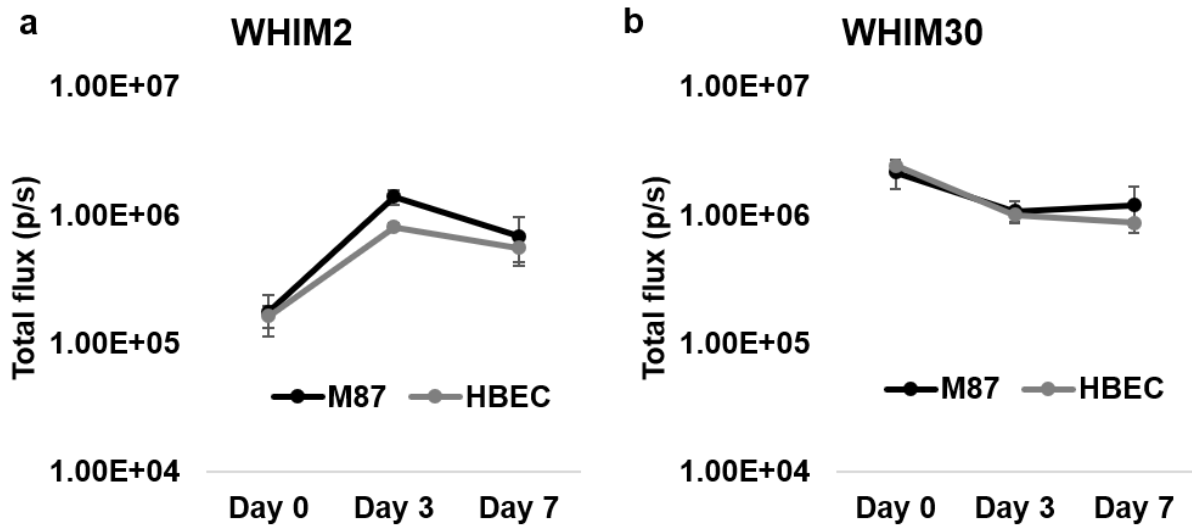 a
WHIM2
1.00E+07
1.00E+06
1.00E+05
1.00E+04
Total flux (p/s)
M87
HBEC
Day 0 Day 3 Day 7
b
WHIM30
1.00E+07
1.00E+06
1.00E+05
1.00E+04
Total flux (p/s)
M87
HBEC
Day 0 Day 3 Day 7